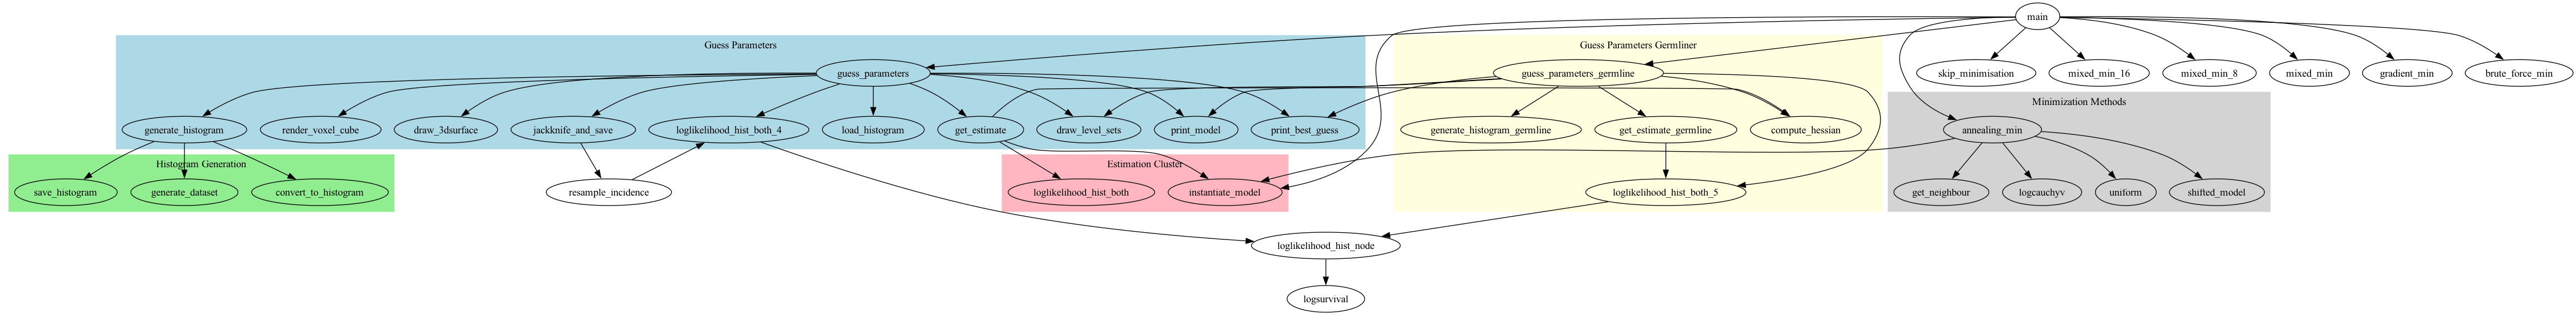 main
Guess Parameters
Guess Parameters Germliner
guess_parameters
guess_parameters_germline
skip_minimisation
mixed_min_16
mixed_min_8
mixed_min
gradient_min
brute_force_min
Minimization Methods
generate_histogram
render_voxel_cube
draw_3dsurface
jackknife_and_save
loglikelihood_hist_both_4
load_histogram
get_estimate
draw_level_sets
print_model
print_best_guess
generate_histogram_germline
get_estimate_germline
compute_hessian
annealing_min
Histogram Generation
Estimation Cluster
save_histogram
generate_dataset
convert_to_histogram
resample_incidence
loglikelihood_hist_both
instantiate_model
loglikelihood_hist_both_5
get_neighbour
logcauchyv
uniform
shifted_model
loglikelihood_hist_node
logsurvival